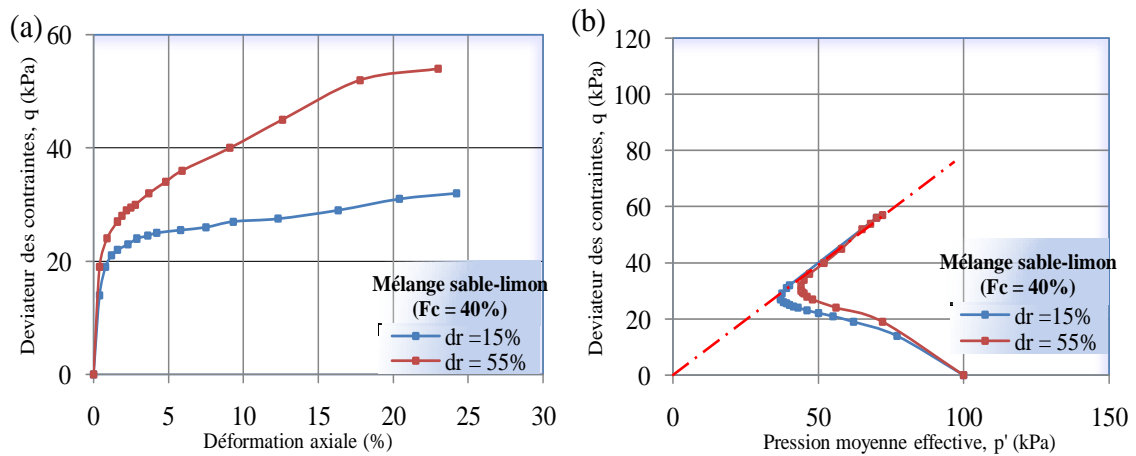 (a)
60
40
20
0
Deviateur des contraintes, q (kPa)
0 5 10 15 20 25 30
Déformation axiale (%)
Mélange sable-limon
(Fc = 40%)
dr =15%
dr = 55%
(b)
120
100
80
60
40
20
0
Deviateur des contraintes, q (kPa)
0 50 100 150
Pression moyenne effective, p' (kPa)
Mélange sable-limon
(Fc = 40%)
dr =15%
dr = 55%